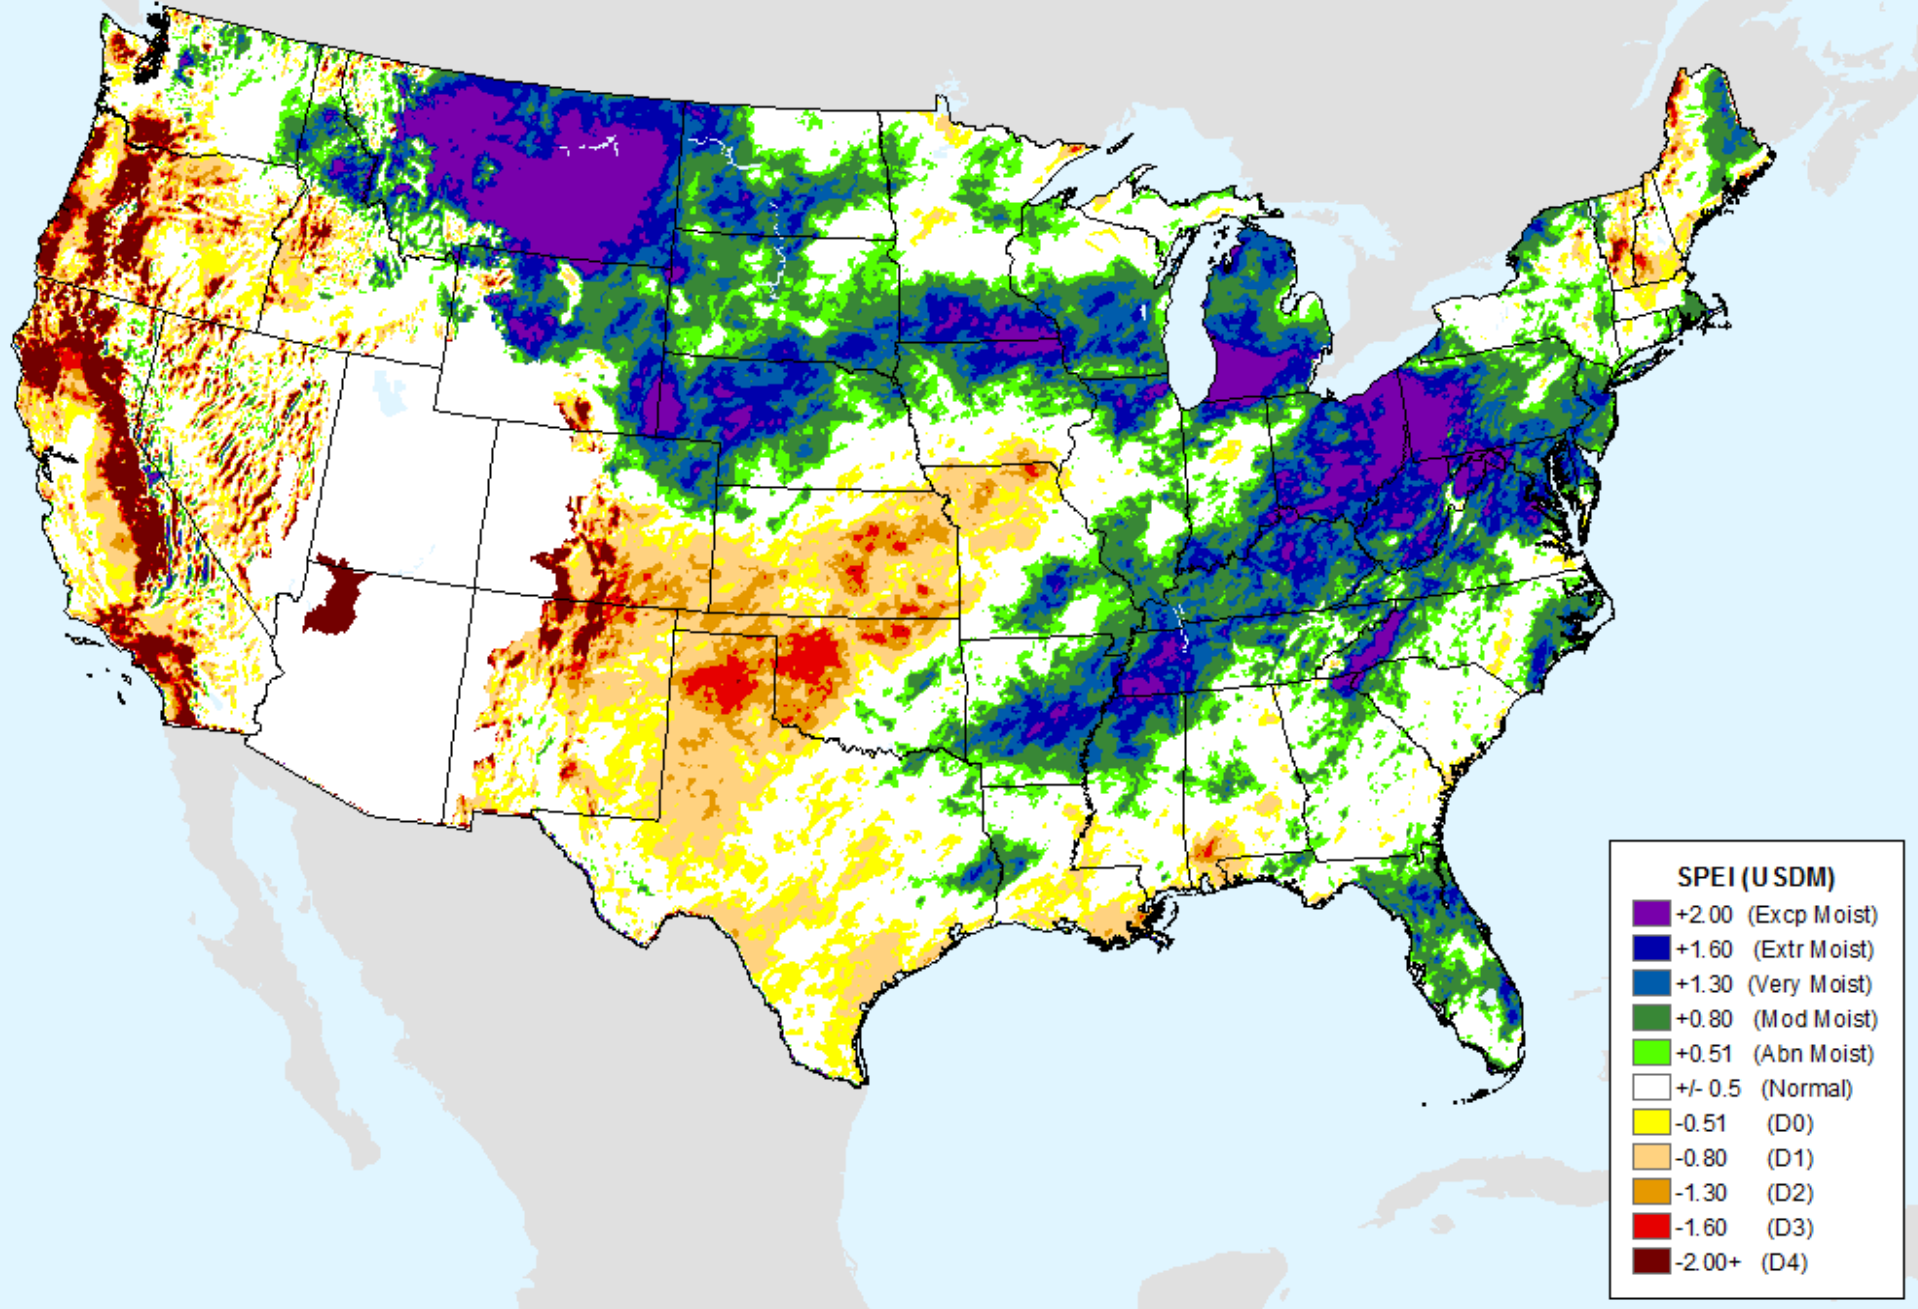 SPEI (USDM)
+2.00 (Excp Moist)
+1.60 (Extr Moist)
+1.30 (Very Moist)
+0.80 (Mod Moist)
+0.51 (Abn Moist)
+/- 0.5 (Normal)
-0.51 (D0)
-0.80 (D1)
-1.30 (D2)
-1.60 (D3)
-2.00+ (D4)